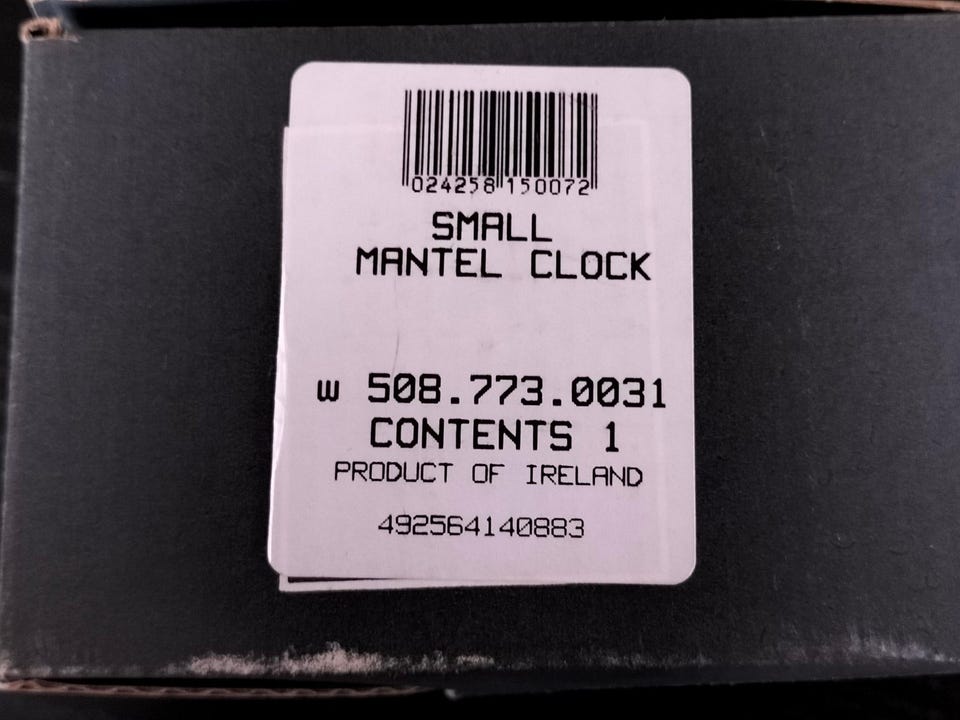 024258 150072
SMALL
MANTEL CLOCK
w 508.773.0031
CONTENTS 1
PRODUCT OF IRELAND
492564140883